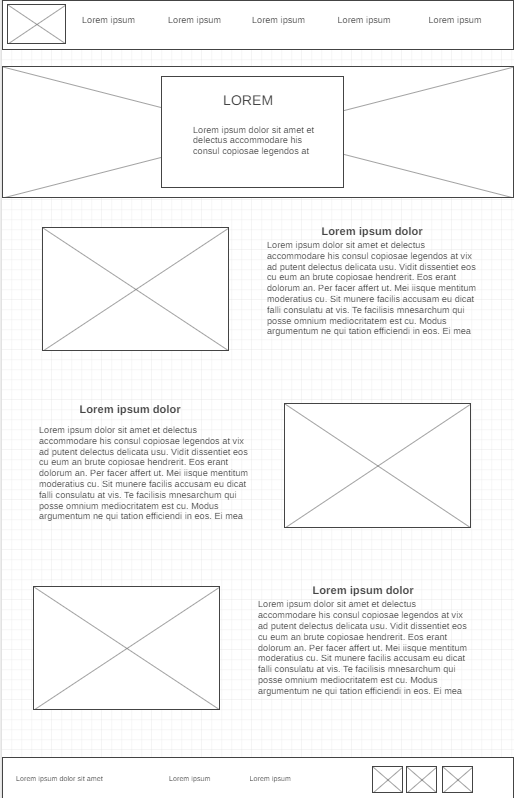 Lorem ipsum Lorem ipsum Lorem ipsum Lorem ipsum Lorem ipsum
LOREM
Lorem ipsum dolor sit amet et
delectus accommodare his
consul copiosae legendos at
Lorem ipsum dolor
Lorem ipsum dolor sit amet et delectus
accommodare his consul copiosae legendos at vix
ad putent delectus delicata usu. Vidit dissentiet eos
cu eum an brute copiosae hendrerit. Eos erant
dolorum an. Per facer affert ut. Mei iisque mentitum
moderatius cu. Sit munere facilis accusam eu dicat
falli consulatu at vis. Te facilisis mnesarchum qui
posse omnium mediocritatem est cu. Modus
argumentum ne qui tation efficiendi in eos. Ei mea
Lorem ipsum dolor
Lorem ipsum dolor sit amet et delectus
accommodare his consul copiosae legendos at vix
ad putent delectus delicata usu. Vidit dissentiet eos
cu eum an brute copiosae hendrerit. Eos erant
dolorum an. Per facer affert ut. Mei iisque mentitum
moderatius cu. Sit munere facilis accusam eu dicat
falli consulatu at vis. Te facilisis mnesarchum qui
posse omnium mediocritatem est cu. Modus
argumentum ne qui tation efficiendi in eos. Ei mea
Lorem ipsum dolor
Lorem ipsum dolor sit amet et delectus
accommodare his consul copiosae legendos at vix
ad putent delectus delicata usu. Vidit dissentiet eos
cu eum an brute copiosae hendrerit. Eos erant
dolorum an. Per facer affert ut. Mei iisque mentitum
moderatius cu. Sit munere facilis accusam eu dicat
falli consulatu at vis. Te facilisis mnesarchum qui
posse omnium mediocritatem est cu. Modus
argumentum ne qui tation efficiendi in eos. Ei mea
Lorem ipsum dolor sit amet Lorem ipsum Lorem ipsum